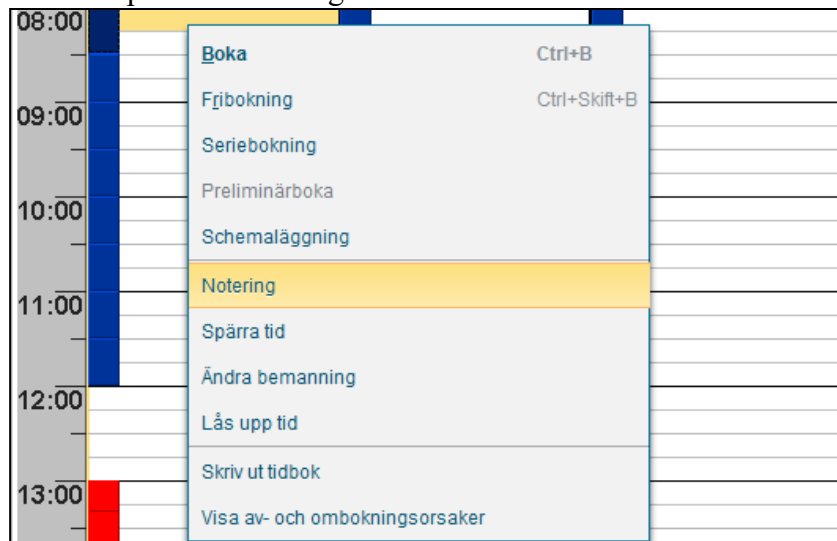 08:00
Boka Ctrl+B
Fribokning Ctrl+Skift+B
09:00
Seriebokning
Preliminärboka
10:00
Schemaläggning
Notering
11:00
Spärra tid
Ändra bemanning
12:00
Lås upp tid
Skriv ut tidbok
13:00
Visa av- och ombokningsorsaker